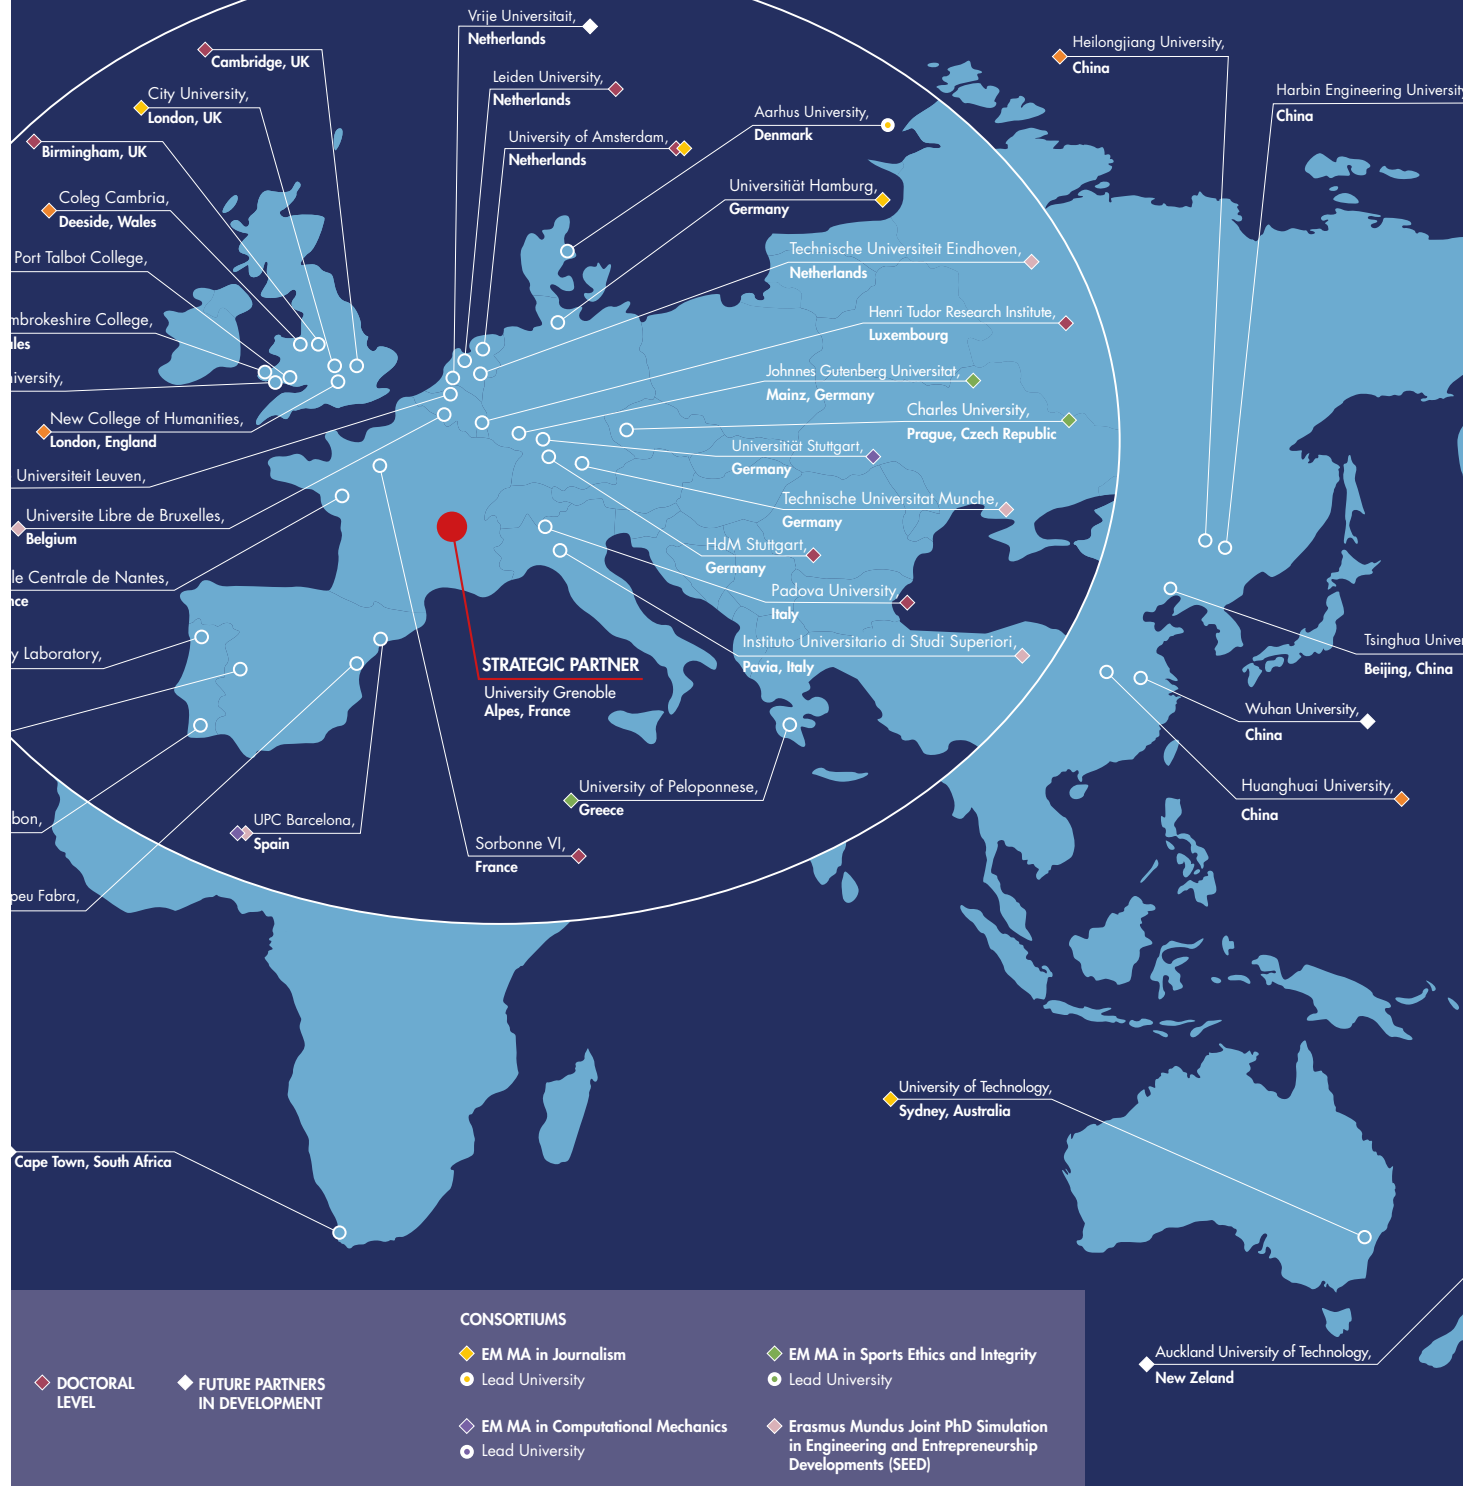 Vrije Universitait,
Netherlands
Cambridge, UK
Heilongjiang University,
China
Leiden University,
Netherlands
City University,
London, UK
Harbin Engineering University
China
Aarhus University,
Denmark
University of Amsterdam,
Netherlands
Birmingham, UK
Universitiät Hamburg,
Germany
Coleg Cambria,
Deeside, Wales
Technische Universiteit Eindhoven,
Netherlands
Port Talbot College,
Henri Tudor Research Institute,
Luxembourg
College,
Johnnes Gutenberg Universitat,
Mainz, Germany
Charles University,
Prague, Czech Republic
New College of Humanities,
London, England
Universitiät Stuttgart,
Germany
Universiteit Leuven,
Technische Universitat Munche,
Germany
Universite Libre de Bruxelles,
Belgium
HdM Stuttgart,
Germany
Centrale de Nantes,
Padova University,
Italy
Laboratory,
Instituto Universitario di Studi Superiori,
Pavia, Italy
Tsinghua
Beijing, China
STRATEGIC PARTNER
University Grenoble
Alpes, France
Wuhan University,
China
University of Peloponnese,
Greece
Huanghuai University,
China
UPC Barcelona,
Spain
Sorbonne VI,
France
Fabra,
University of Technology,
Sydney, Australia
Cape Town, South Africa
Auckland University of Technology,
New Zeland
CONSORTIUMS
EM MA in Journalism
Lead University
EM MA in Sports Ethics and Integrity
Lead University
DOCTORAL
LEVEL
FUTURE PARTNERS
IN DEVELOPMENT
EM MA in Computational Mechanics
Lead University
Erasmus Mundus Joint PhD Simulation
in Engineering and Entrepreneurship
Developments (SEED)